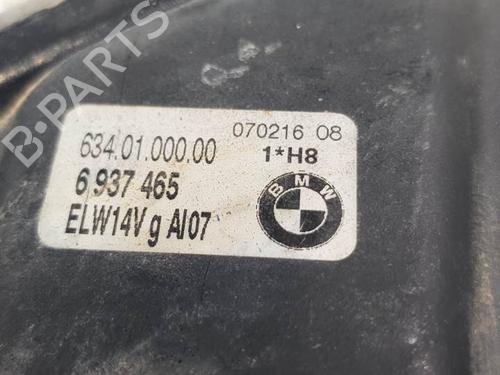 B-PARTS
634.01.000.00
070216 08
6 937 465
1*H8
ELW14V g AI07
BMW